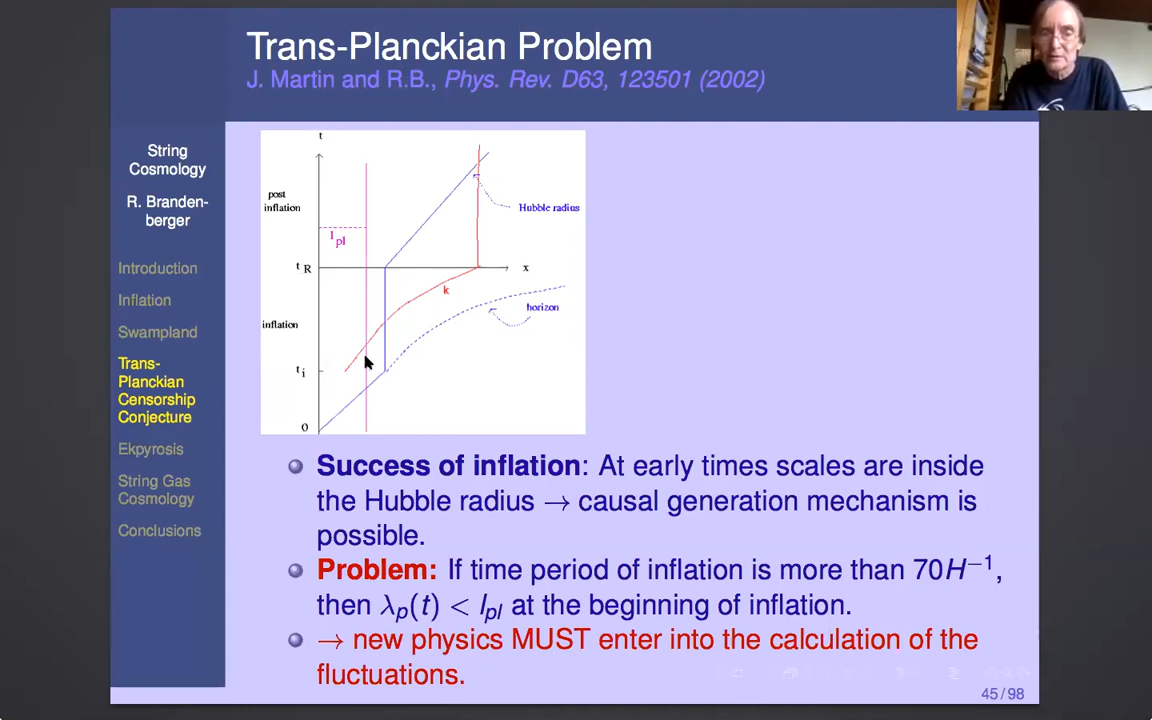 Trans-Planckian Problem
J. Martin and R.B., Phys. Rev. D63, 123501 (2002)
String
Cosmology
R. Branden-
berger
Introduction
Inflation
Swampland
Trans-
Planckian
Censorship
Conjecture
Ekpyrosis
String Gas
Cosmology
Conclusions
t
post
inflation
Hubble radius
l pl
t R
x
k
horizon
inflation
t i
0
Success of inflation: At early times scales are inside
the Hubble radius → causal generation mechanism is
possible.
Problem: If time period of inflation is more than 70H⁻¹,
then λₚ(t) < l_pl at the beginning of inflation.
→ new physics MUST enter into the calculation of the
fluctuations.
45/98